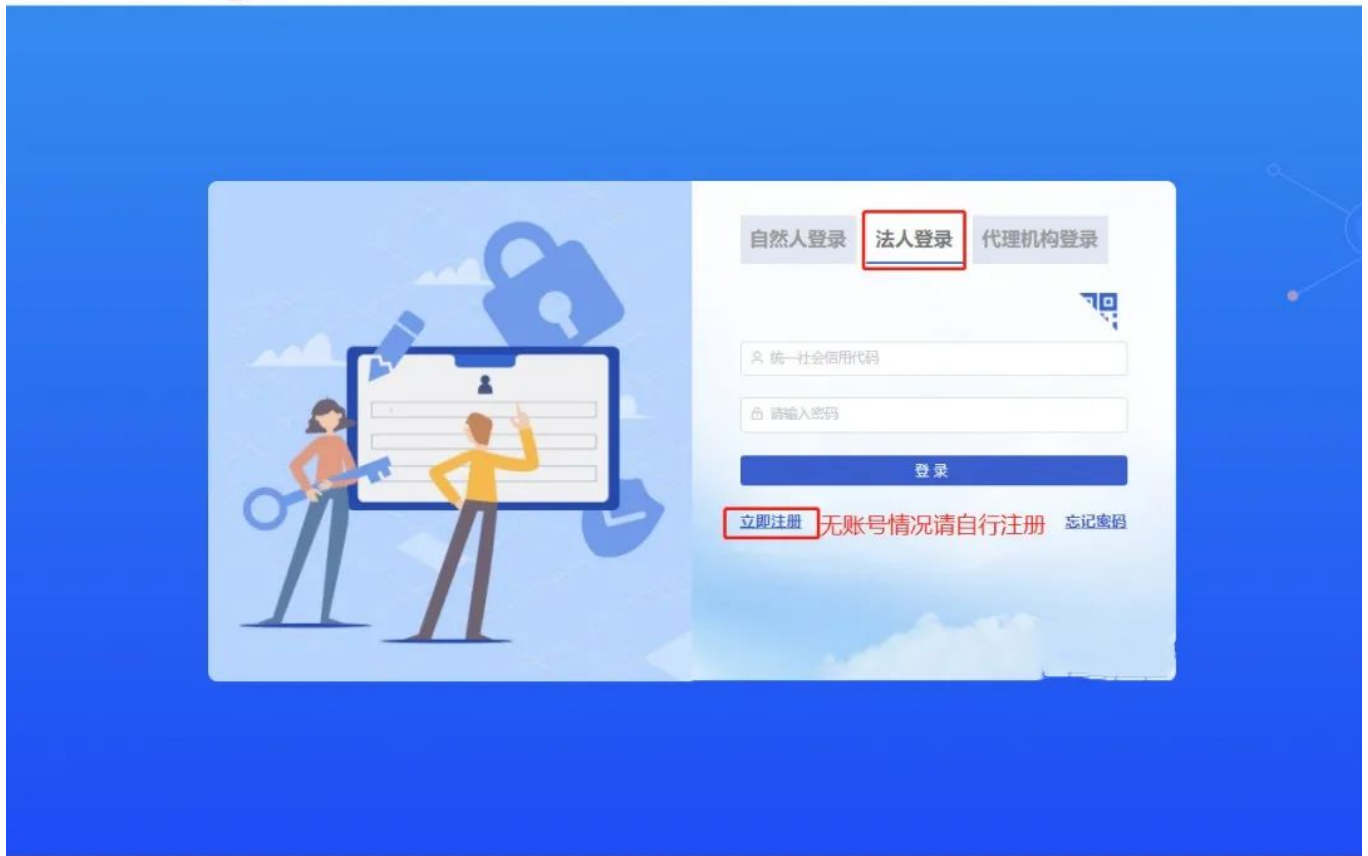 自然人登录 法人登录 代理机构登录
统一社会信用代码
请输入密码
登录
立即注册 无账号情况请自行注册 忘记密码